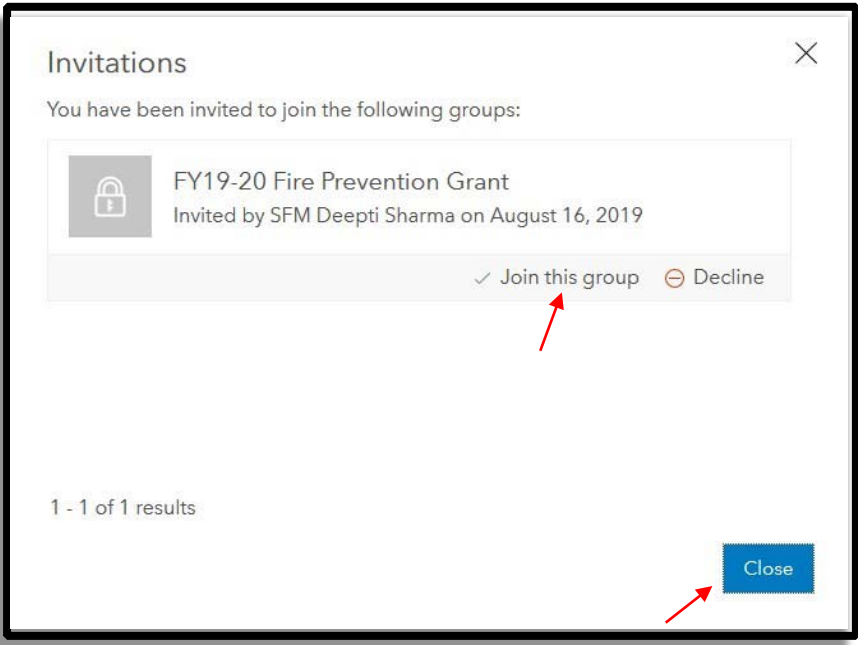 Invitations
You have been invited to join the following groups:
FY19-20 Fire Prevention Grant
Invited by SFM Deepti Sharma on August 16, 2019
Join this group Decline
1 - 1 of 1 results
Close